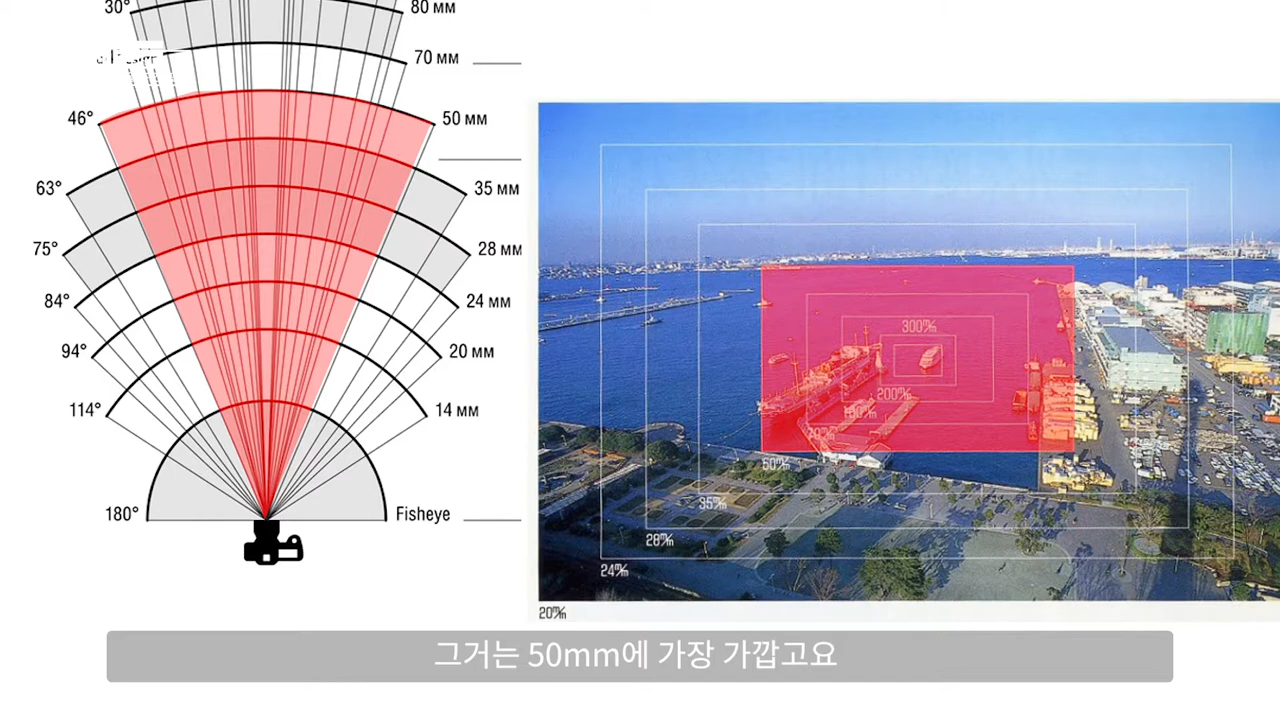 30°
80 мм
70 мм
46°
50 мм
63°
35 мм
75°
28 мм
84°
24 мм
94°
20 мм
114°
14 мм
180°
Fisheye
300㎜
200㎜
100㎜
70㎜
50㎜
35㎜
28㎜
24㎜
20㎜
그거는 50mm에 가장 가깝고요